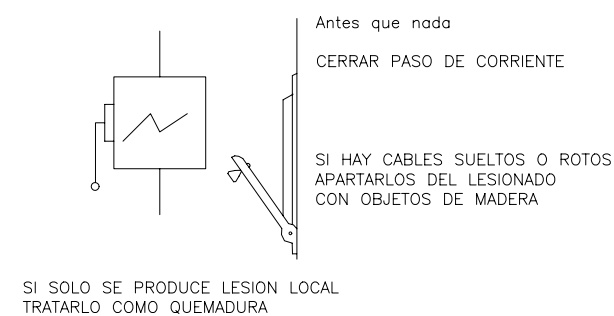 Antes que nada
CERRAR PASO DE CORRIENTE
SI HAY CABLES SUELTOS O ROTOS
APARTARLOS DEL LESIONADO
CON OBJETOS DE MADERA
SI SOLO SE PRODUCE LESION LOCAL
TRATARLO COMO QUEMADURA